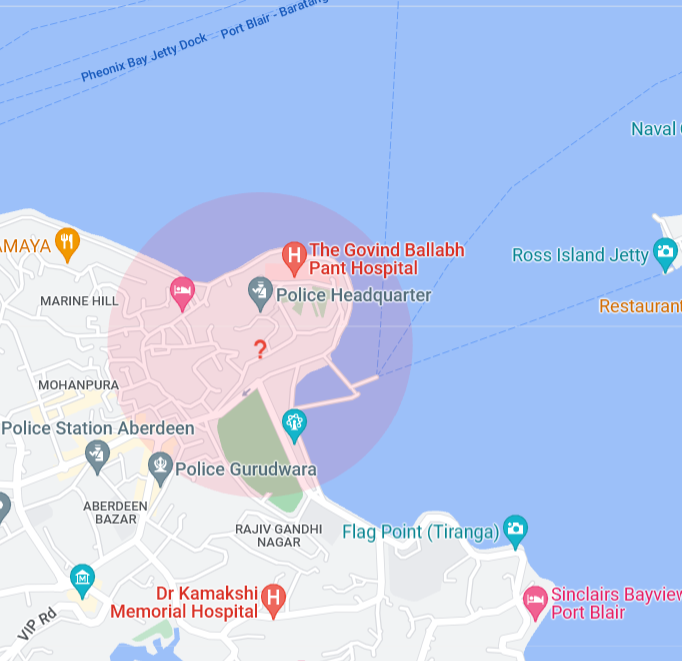 Pheonix Bay Jetty Dock
Port Blair - Baratang
Naval
AMAYA
The Govind Ballabh
Pant Hospital
Ross Island Jetty
MARINE HILL
Police Headquarter
Restaurant
?
MOHANPURA
Police Station Aberdeen
Police Gurudwara
ABERDEEN
BAZAR
RAJIV GANDHI
NAGAR
Flag Point (Tiranga)
Dr Kamakshi
Memorial Hospital
Sinclairs Bayview
Port Blair
VIP Rd